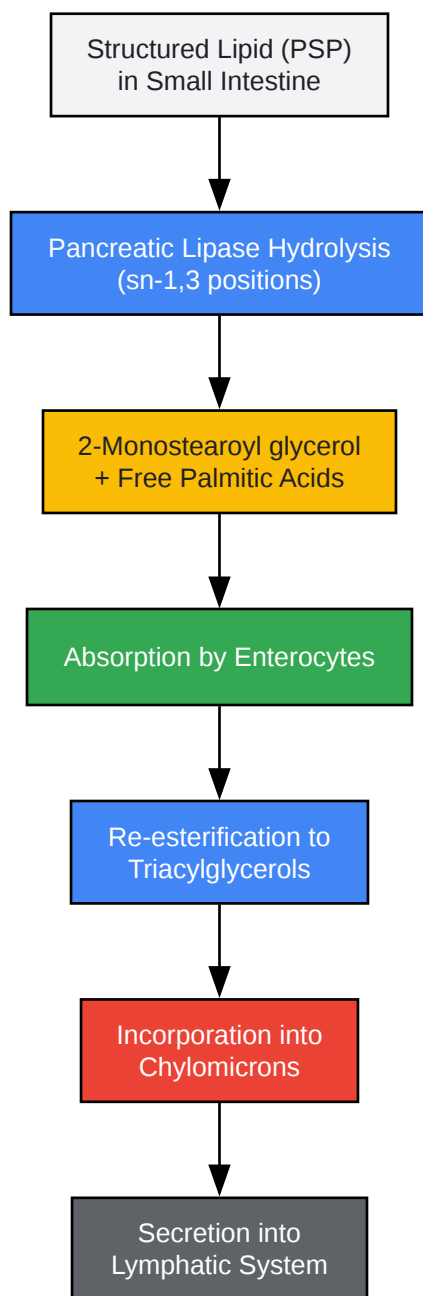 Structured Lipid (PSP)
in Small Intestine
Pancreatic Lipase Hydrolysis
(sn-1,3 positions)
2-Monostearoyl glycerol
+ Free Palmitic Acids
Absorption by Enterocytes
Re-esterification to
Triacylglycerols
Incorporation into
Chylomicrons
Secretion into
Lymphatic System